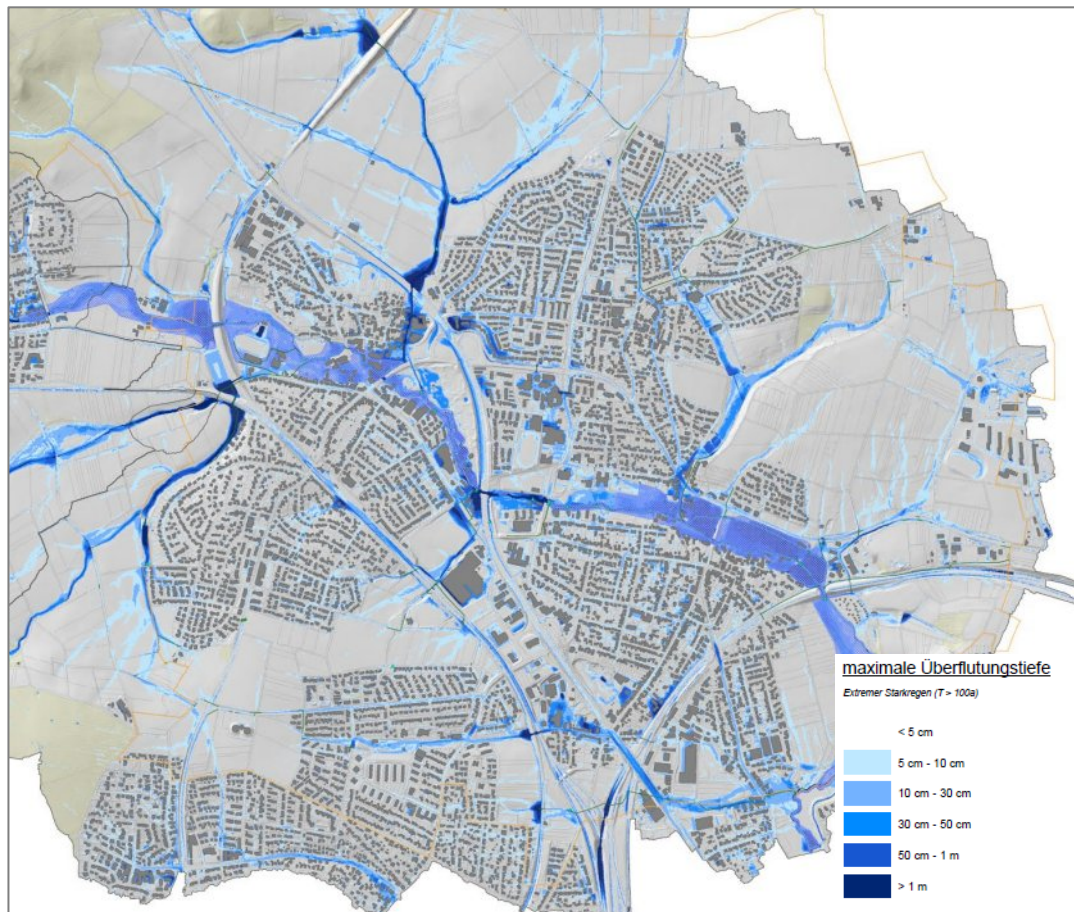 maximale Überflutungstiefe
Extremer Starkregen (T > 100a)
< 5 cm
5 cm - 10 cm
10 cm - 30 cm
30 cm - 50 cm
50 cm - 1 m
> 1 m